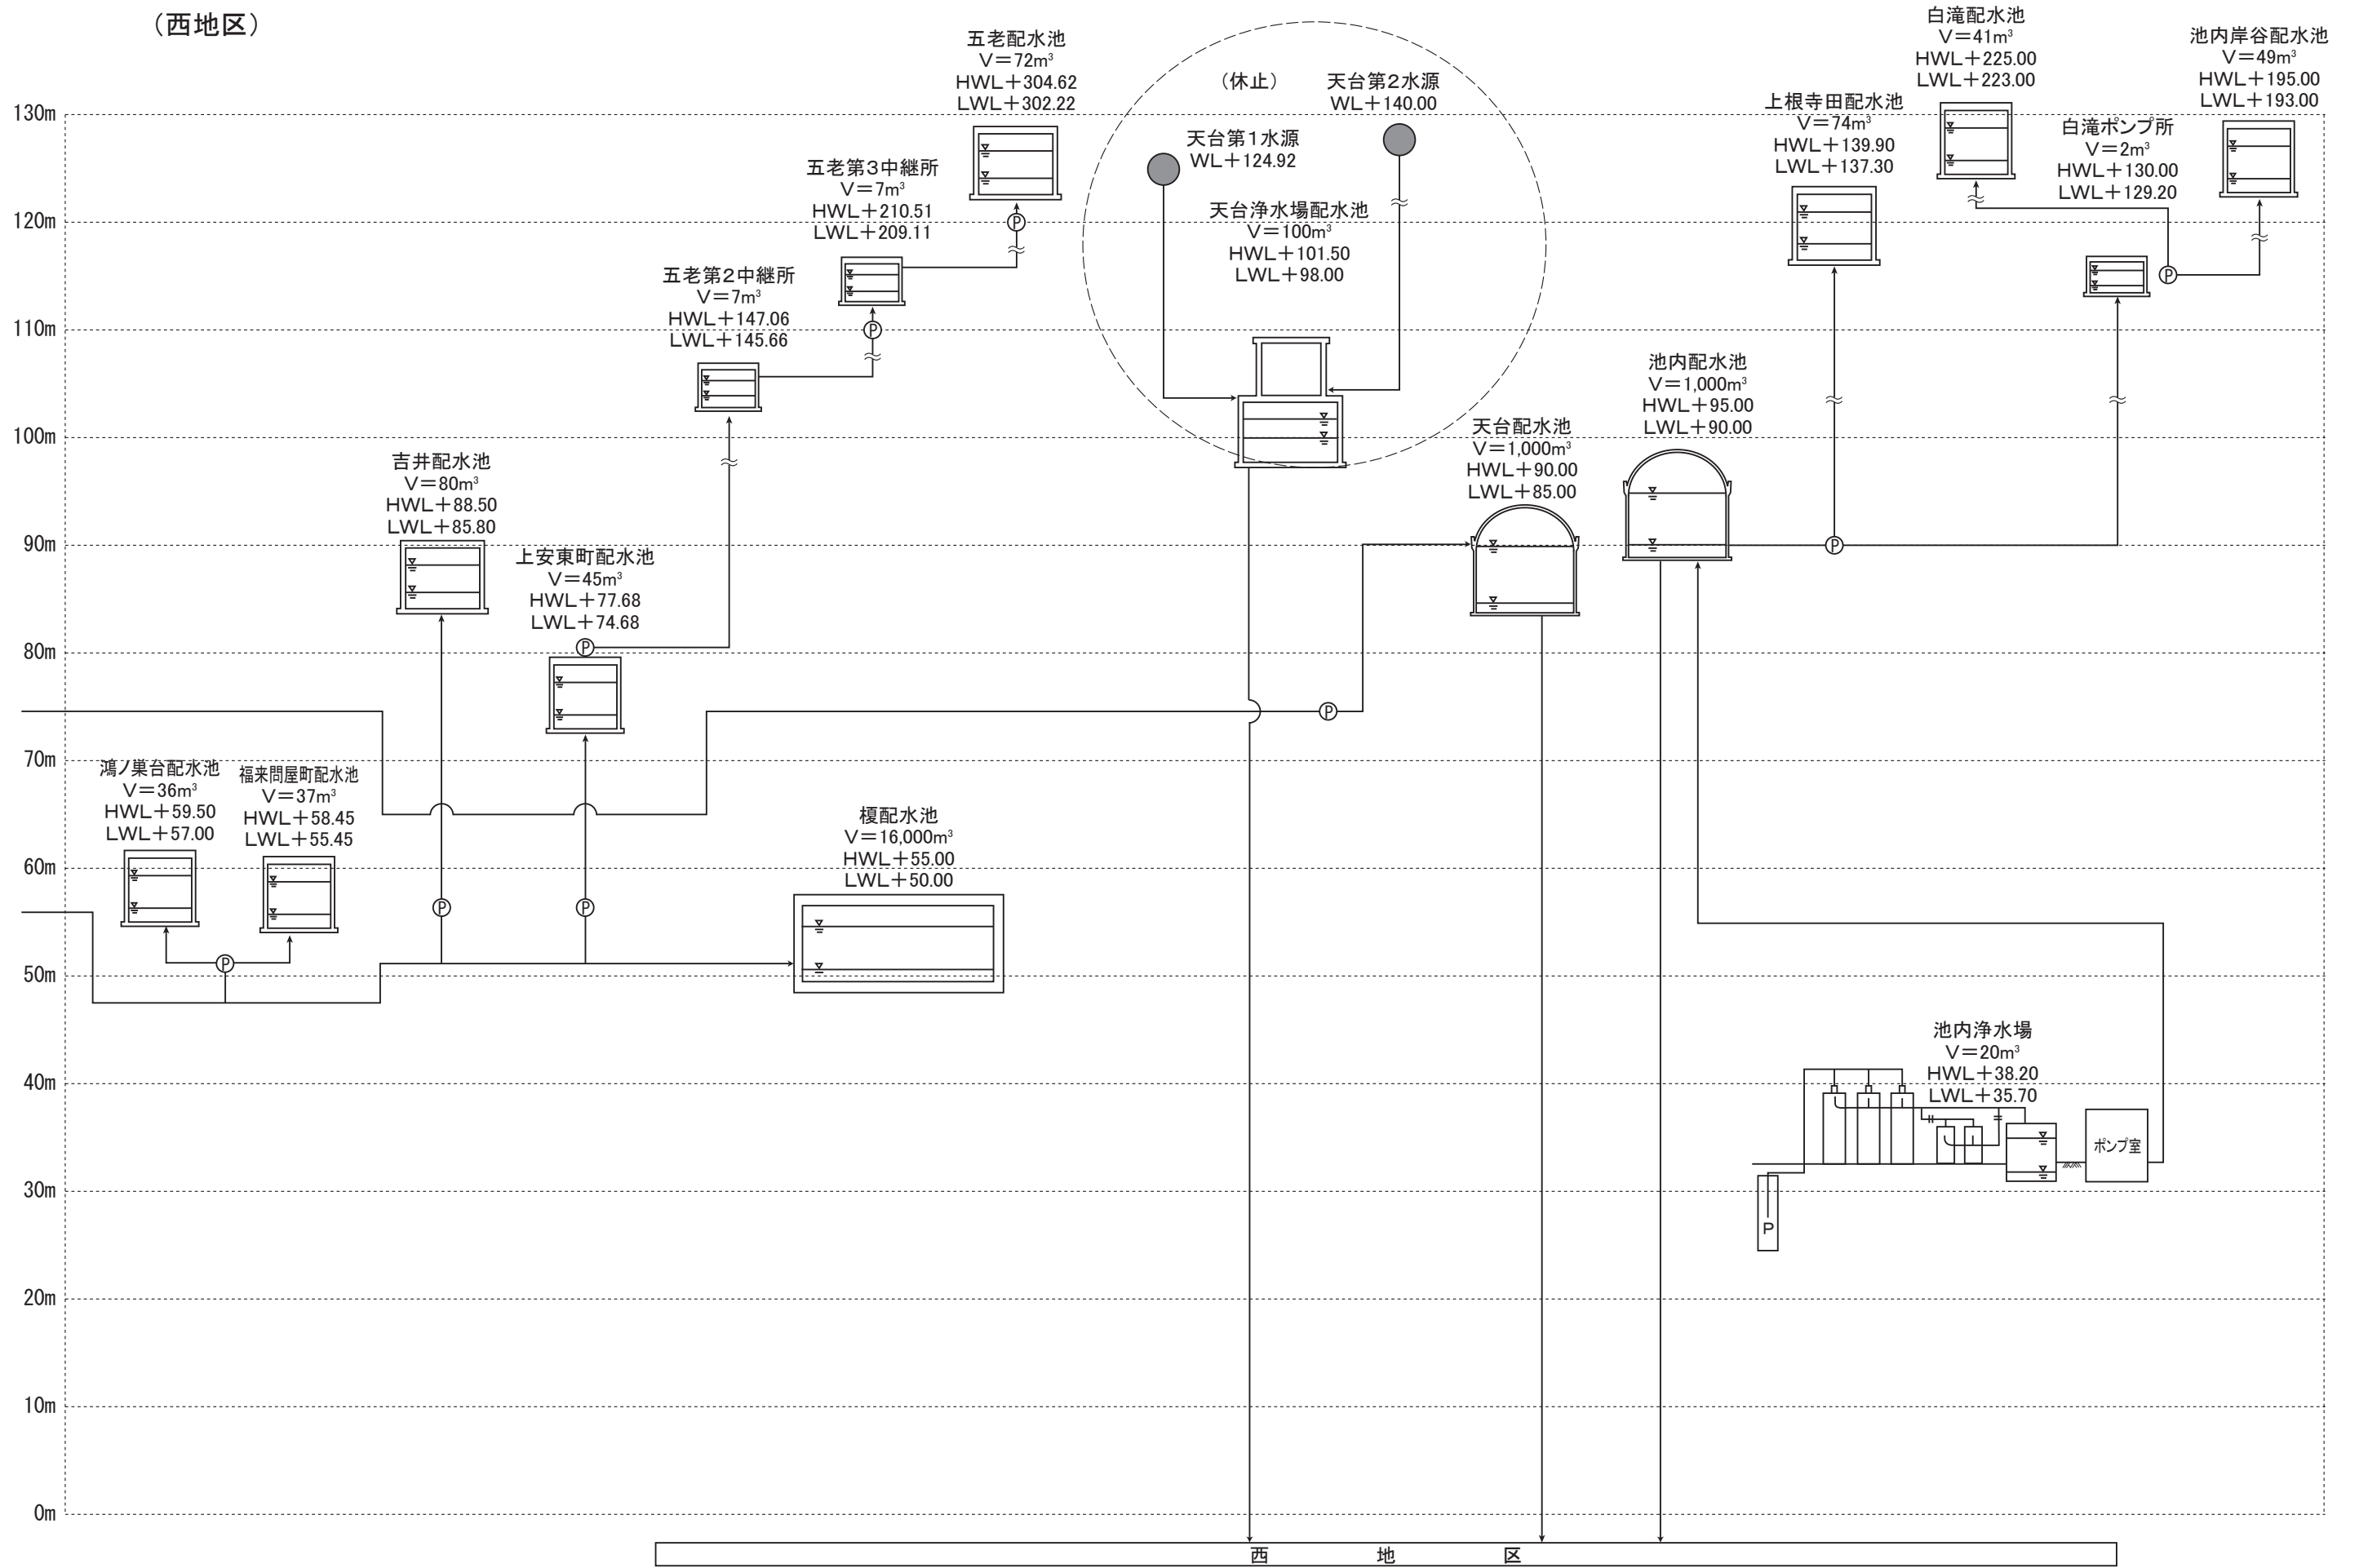 （西地区）
五老配水池
V＝72m³
HWL＋304.62
LWL＋302.22
（休止）
天台第２水源
WL＋140.00
天台第１水源
WL＋124.92
天台浄水場配水池
V＝100m³
HWL＋101.50
LWL＋98.00
白滝配水池
V＝41m³
HWL＋225.00
LWL＋223.00
池内岸谷配水池
V＝49m³
HWL＋195.00
LWL＋193.00
上根寺田配水池
V＝74m³
HWL＋139.90
LWL＋137.30
白滝ポンプ所
V＝2m³
HWL＋130.00
LWL＋129.20
五老第３中継所
V＝7m³
HWL＋210.51
LWL＋209.11
五老第２中継所
V＝7m³
HWL＋147.06
LWL＋145.66
池内配水池
V＝1,000m³
HWL＋95.00
LWL＋90.00
天台配水池
V＝1,000m³
HWL＋90.00
LWL＋85.00
吉井配水池
V＝80m³
HWL＋88.50
LWL＋85.80
上安東町配水池
V＝45m³
HWL＋77.68
LWL＋74.68
鴻ノ巣台配水池
V＝36m³
HWL＋59.50
LWL＋57.00
福来問屋町配水池
V＝37m³
HWL＋58.45
LWL＋55.45
榎配水池
V＝16,000m³
HWL＋55.00
LWL＋50.00
池内浄水場
V＝20m³
HWL＋38.20
LWL＋35.70
ポンプ室
P
P
P
P
P
P
P
P
P
P
P
130m
120m
110m
100m
90m
80m
70m
60m
50m
40m
30m
20m
10m
0m
西地区